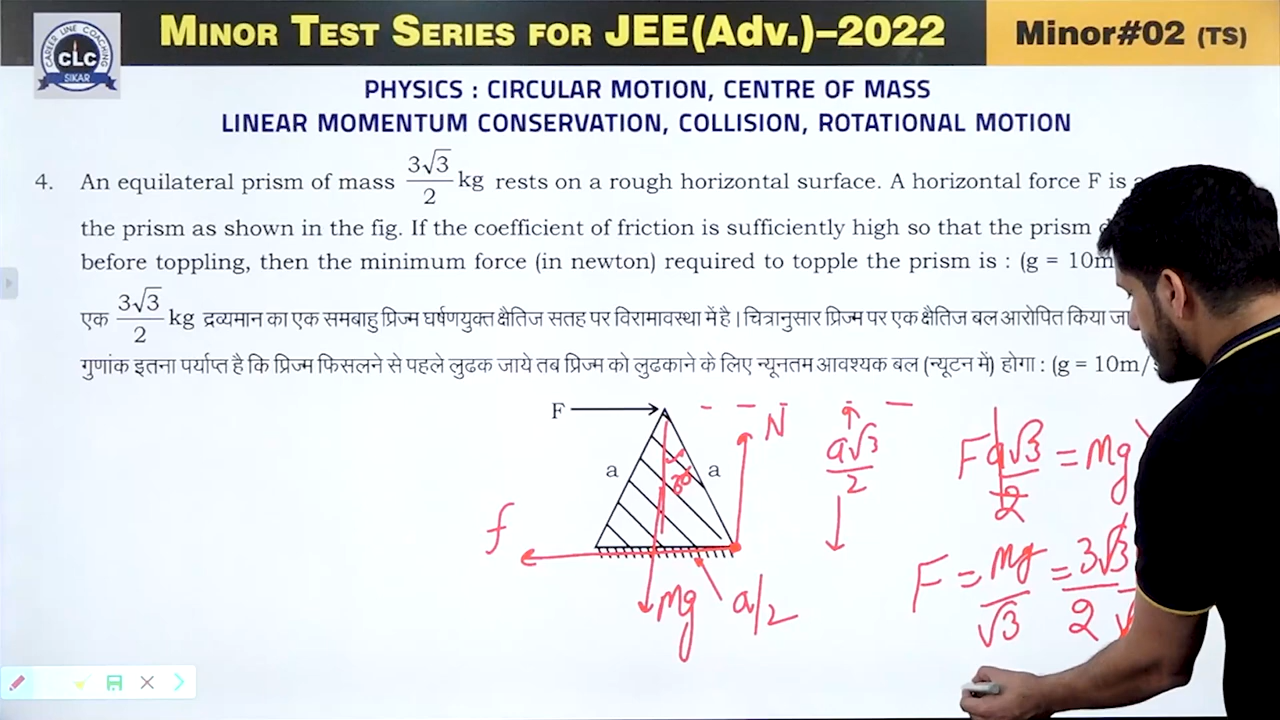 MINOR TEST SERIES FOR JEE(Adv.)–2022
Minor#02 (TS)
CAREER LINE COACHING
CLC
SIKAR
PHYSICS : CIRCULAR MOTION, CENTRE OF MASS
LINEAR MOMENTUM CONSERVATION, COLLISION, ROTATIONAL MOTION
4. An equilateral prism of mass 3√3/2 kg rests on a rough horizontal surface. A horizontal force F is
the prism as shown in the fig. If the coefficient of friction is sufficiently high so that the prism
before toppling, then the minimum force (in newton) required to topple the prism is : (g = 10m
एक 3√3/2 kg द्रव्यमान का एक समबाहु प्रिज्म घर्षणयुक्त क्षैतिज सतह पर विरामावस्था में है। चित्रानुसार प्रिज्म पर एक क्षैतिज बल आरोपित किया जा
गुणांक इतना पर्याप्त है कि प्रिज्म फिसलने से पहले लुढक जाये तब प्रिज्म को लुढकाने के लिए न्यूनतम आवश्यक बल (न्यूटन में) होगा : (g = 10m/
F
N
a√3/2
F a√3/2 = Mg
a
30°
a
f
F = Mg/√3 = 3√3/2
Mg
a/2